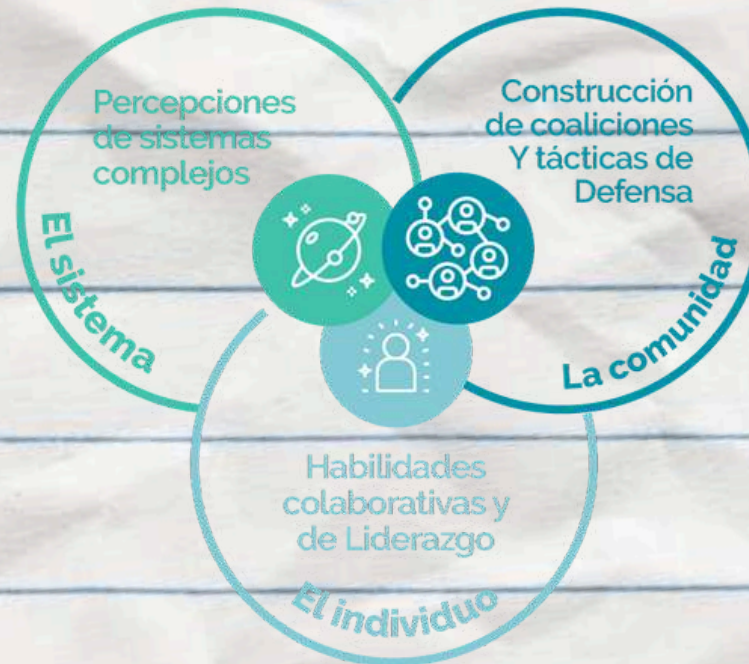 Percepciones
de sistemas
complejos
El sistema
Construcción
de coaliciones
Y tácticas de
Defensa
La comunidad
Habilidades
colaborativas y
de Liderazgo
El individuo